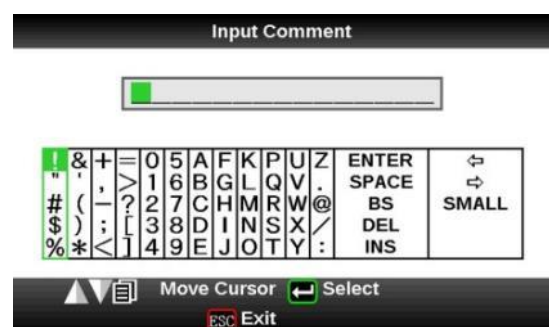 Input Comment
! & + = 0 5 A F K P U Z ENTER ⇦
" ' , > 1 6 B G L Q V . SPACE ⇨
# ( – ? 2 7 C H M R W @ BS SMALL
$ ) ; [ 3 8 D I N S X / DEL
% * < ] 4 9 E J O T Y : INS
Move Cursor Select
ESC Exit